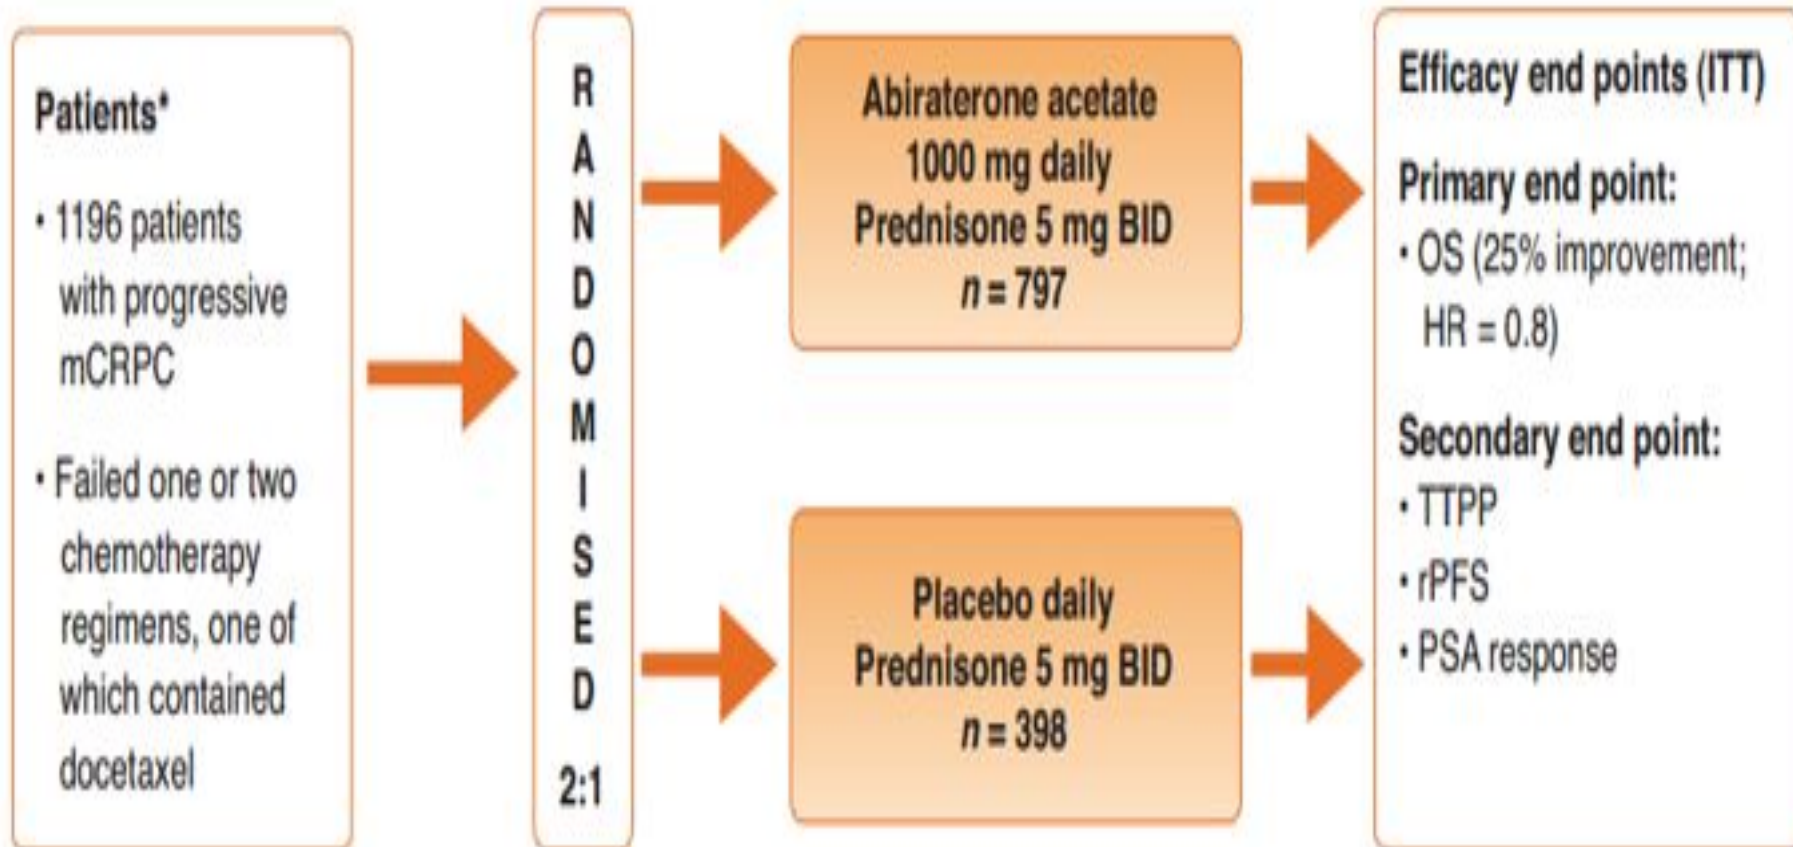 Patients*
• 1196 patients
with progressive
mCRPC
• Failed one or two
chemotherapy
regimens, one of
which contained
docetaxel
R
A
N
D
O
M
I
S
E
D
2:1
Abiraterone acetate
1000 mg daily
Prednisone 5 mg BID
n = 797
Placebo daily
Prednisone 5 mg BID
n = 398
Efficacy end points (ITT)
Primary end point:
• OS (25% improvement;
HR = 0.8)
Secondary end point:
• TTPP
• rPFS
• PSA response